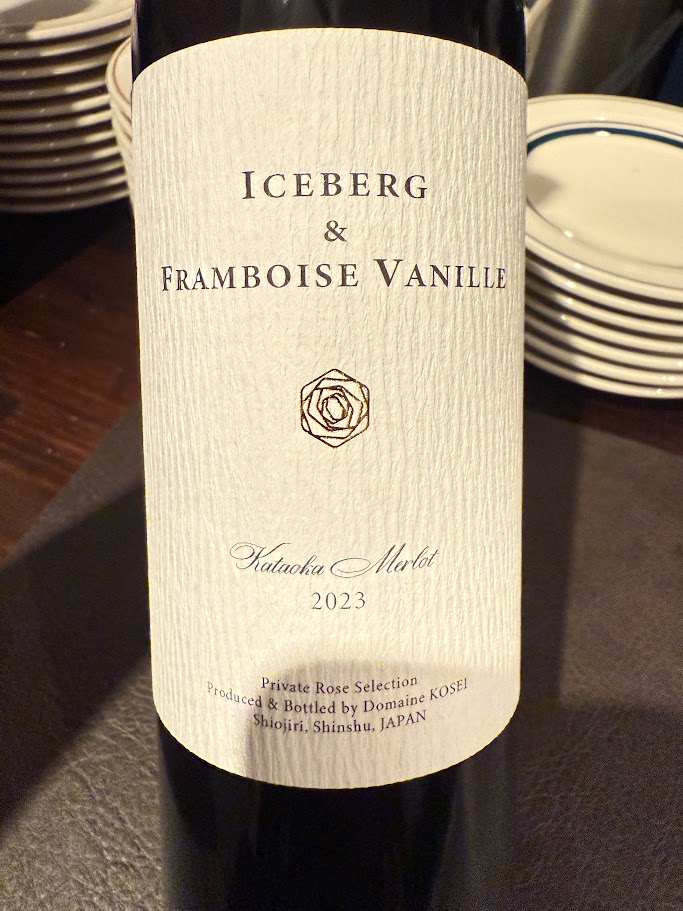 ICEBERG
&
FRAMBOISE VANILLE
Kataoka Merlot
2023
Private Rose Selection
Produced & Bottled by Domaine KOSEI
Shiojiri, Shinshu, JAPAN